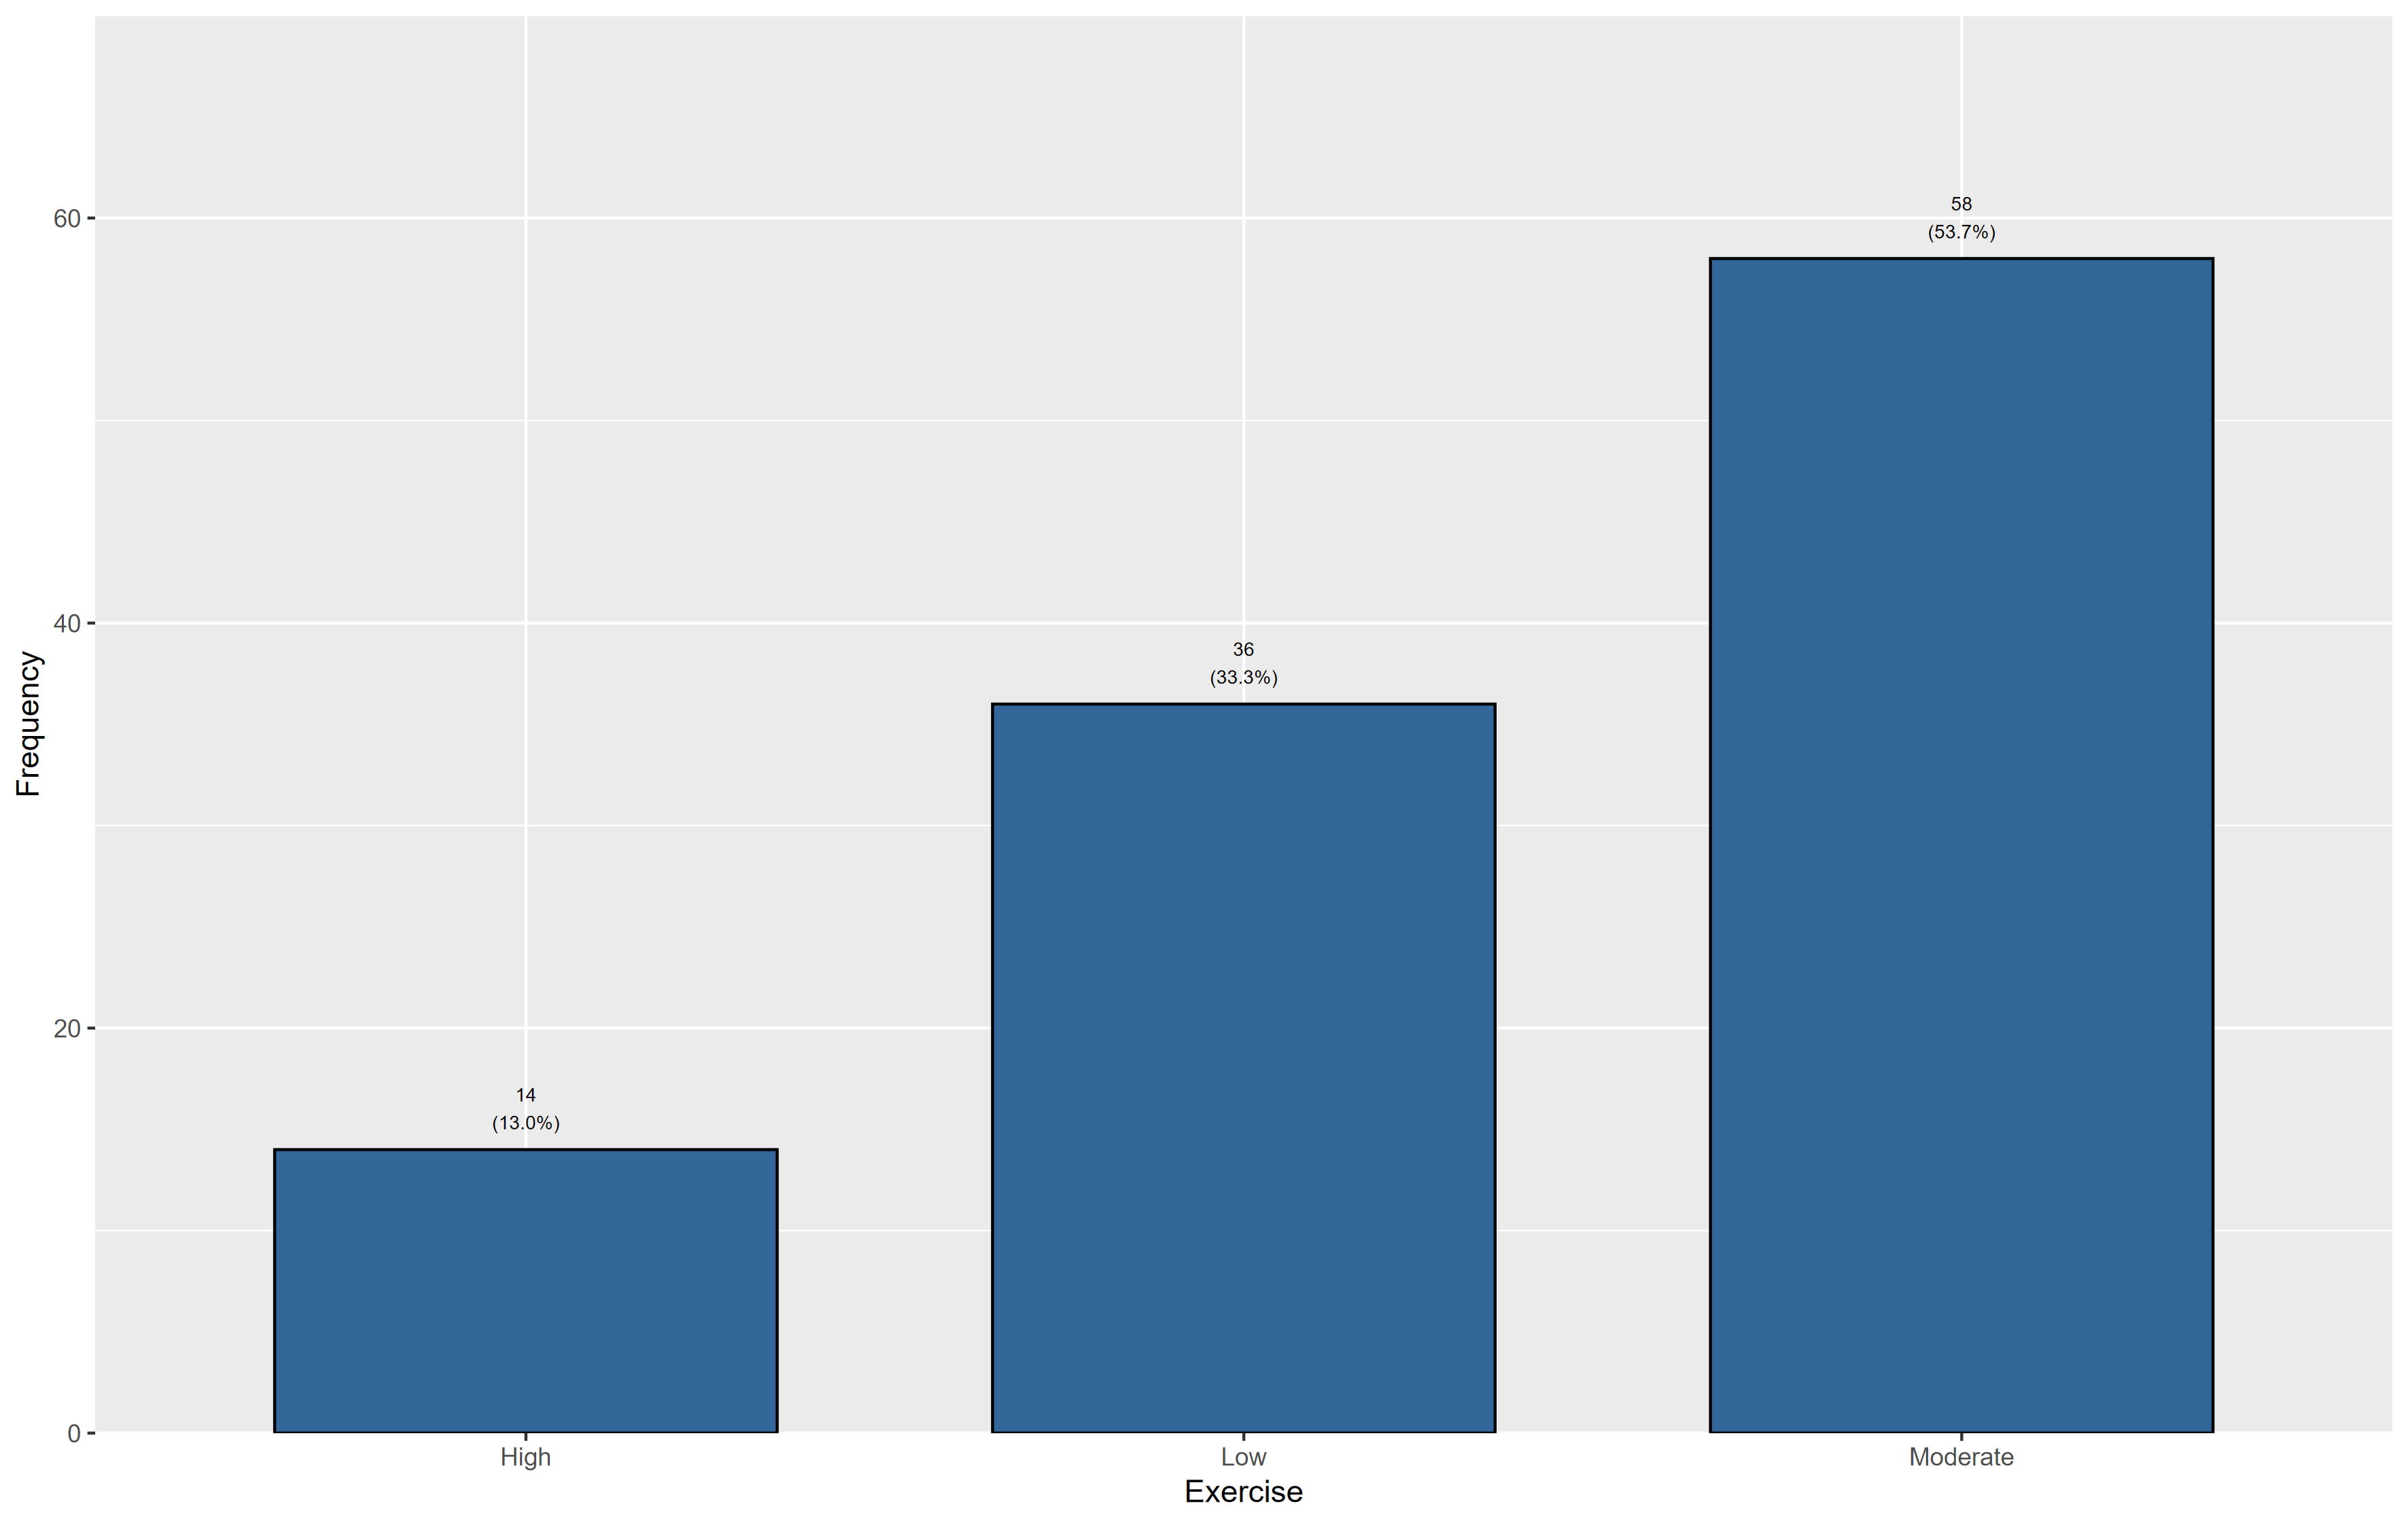 60
40
20
0
Frequency
14
(13.0%)
36
(33.3%)
58
(53.7%)
High
Low
Moderate
Exercise